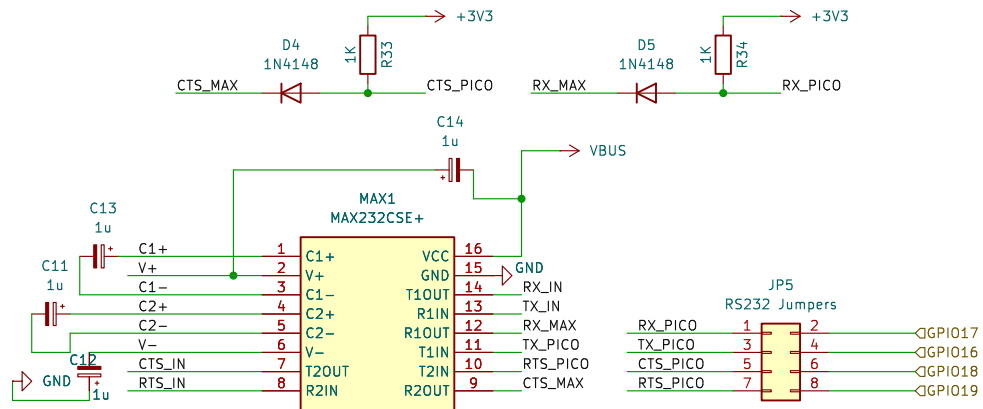 +3V3
+3V3
D4
1N4148
1K
R33
D5
1N4148
1K
R34
CTS_MAX
CTS_PICO
RX_MAX
RX_PICO
C14
1u
VBUS
MAX1
MAX232CSE+
C13
1u
C1+
1
C1+
VCC
16
V+
2
V+
GND
15
GND
C11
1u
C1-
3
C1-
T1OUT
14
RX_IN
C2+
4
C2+
R1IN
13
TX_IN
C2-
5
C2-
R1OUT
12
RX_MAX
V-
6
V-
T1IN
11
TX_PICO
C12
1u
CTS_IN
7
T2OUT
T2IN
10
RTS_PICO
GND
RTS_IN
8
R2IN
R2OUT
9
CTS_MAX
JP5
RS232 Jumpers
RX_PICO
1
2
GPIO17
TX_PICO
3
4
GPIO16
CTS_PICO
5
6
GPIO18
RTS_PICO
7
8
GPIO19